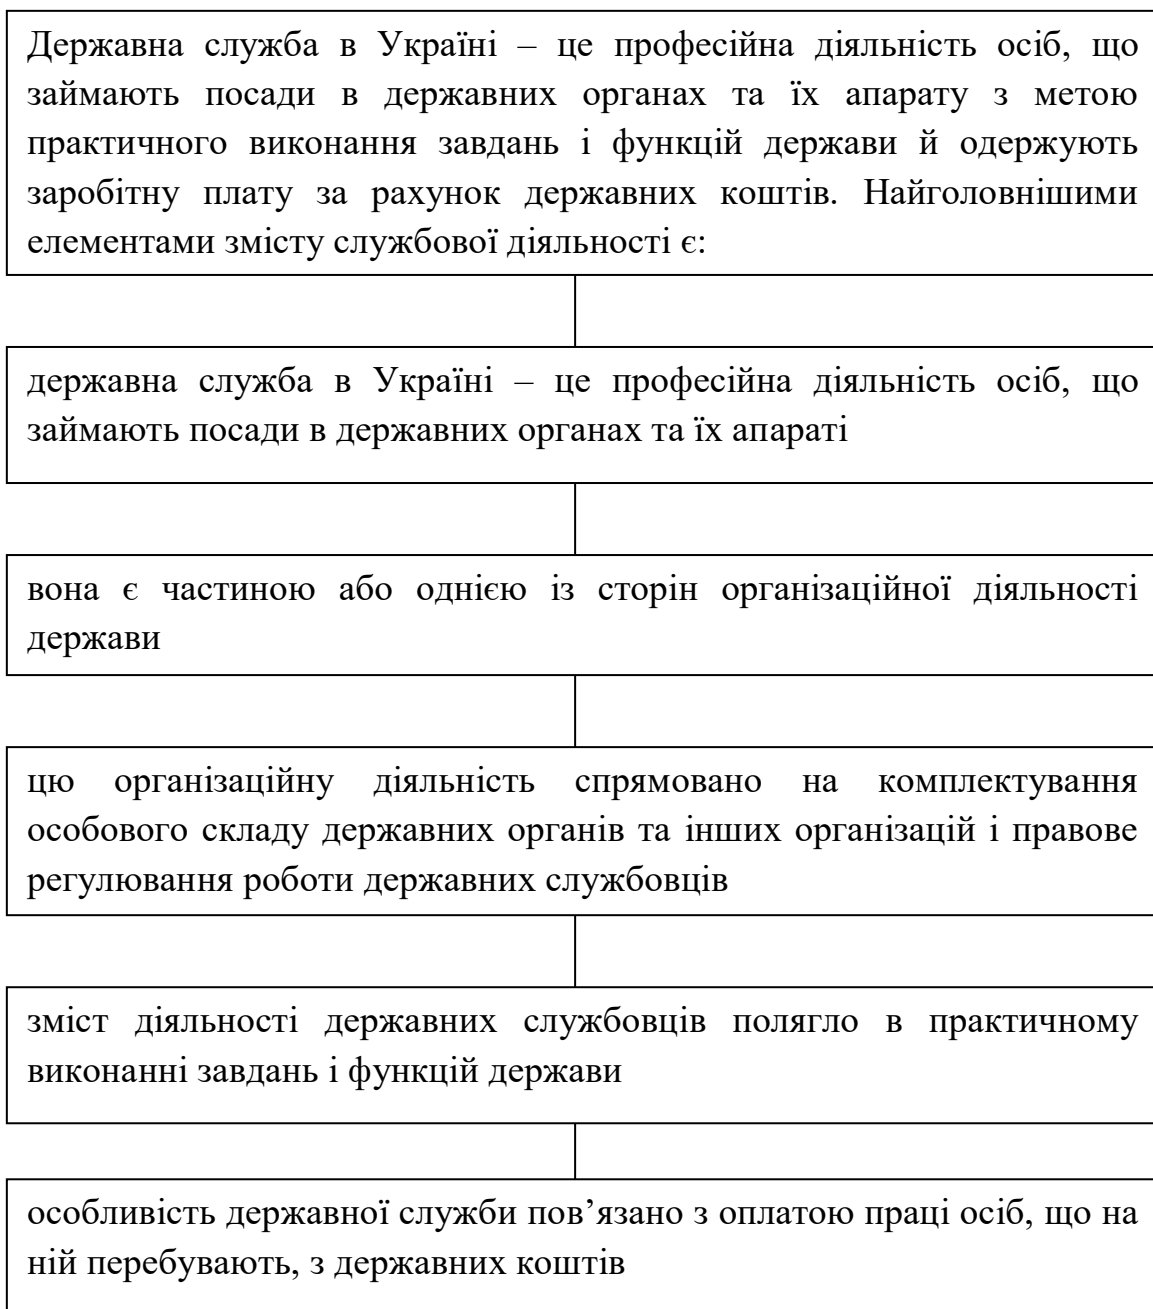 Державна служба в Україні – це професійна діяльність осіб, що
займають посади в державних органах та їх апарату з метою
практичного виконання завдань і функцій держави й одержують
заробітну плату за рахунок державних коштів. Найголовнішими
елементами змісту службової діяльності є:
державна служба в Україні – це професійна діяльність осіб, що
займають посади в державних органах та їх апараті
вона є частиною або однією із сторін організаційної діяльності
держави
цю організаційну діяльність спрямовано на комплектування
особового складу державних органів та інших організацій і правове
регулювання роботи державних службовців
зміст діяльності державних службовців полягло в практичному
виконанні завдань і функцій держави
особливість державної служби пов’язано з оплатою праці осіб, що на
ній перебувають, з державних коштів